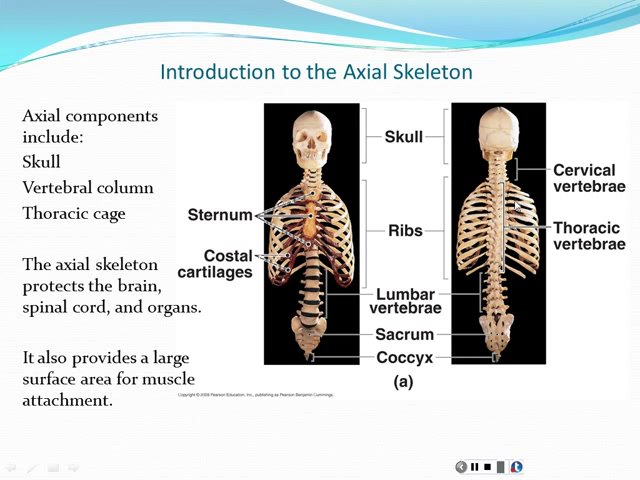 Introduction to the Axial Skeleton
Axial components
include:
Skull
Vertebral column
Thoracic cage
The axial skeleton
protects the brain,
spinal cord, and organs.
It also provides a large
surface area for muscle
attachment.
Skull
Cervical
vertebrae
Sternum
Ribs
Thoracic
vertebrae
Costal
cartilages
Lumbar
vertebrae
Sacrum
Coccyx
(a)
Copyright © 2009 Pearson Education, Inc., publishing as Pearson Benjamin Cummings.